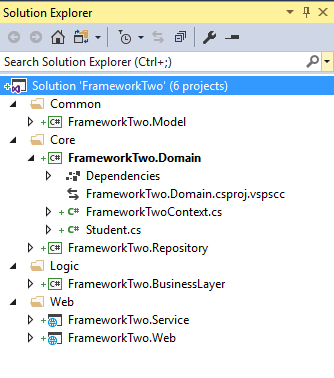 Solution Explorer
Search Solution Explorer (Ctrl+;)
Solution 'FrameworkTwo' (6 projects)
Common
C# FrameworkTwo.Model
Core
C# FrameworkTwo.Domain
Dependencies
FrameworkTwo.Domain.csproj.vspscc
C# FrameworkTwoContext.cs
C# Student.cs
C# FrameworkTwo.Repository
Logic
C# FrameworkTwo.BusinessLayer
Web
FrameworkTwo.Service
FrameworkTwo.Web